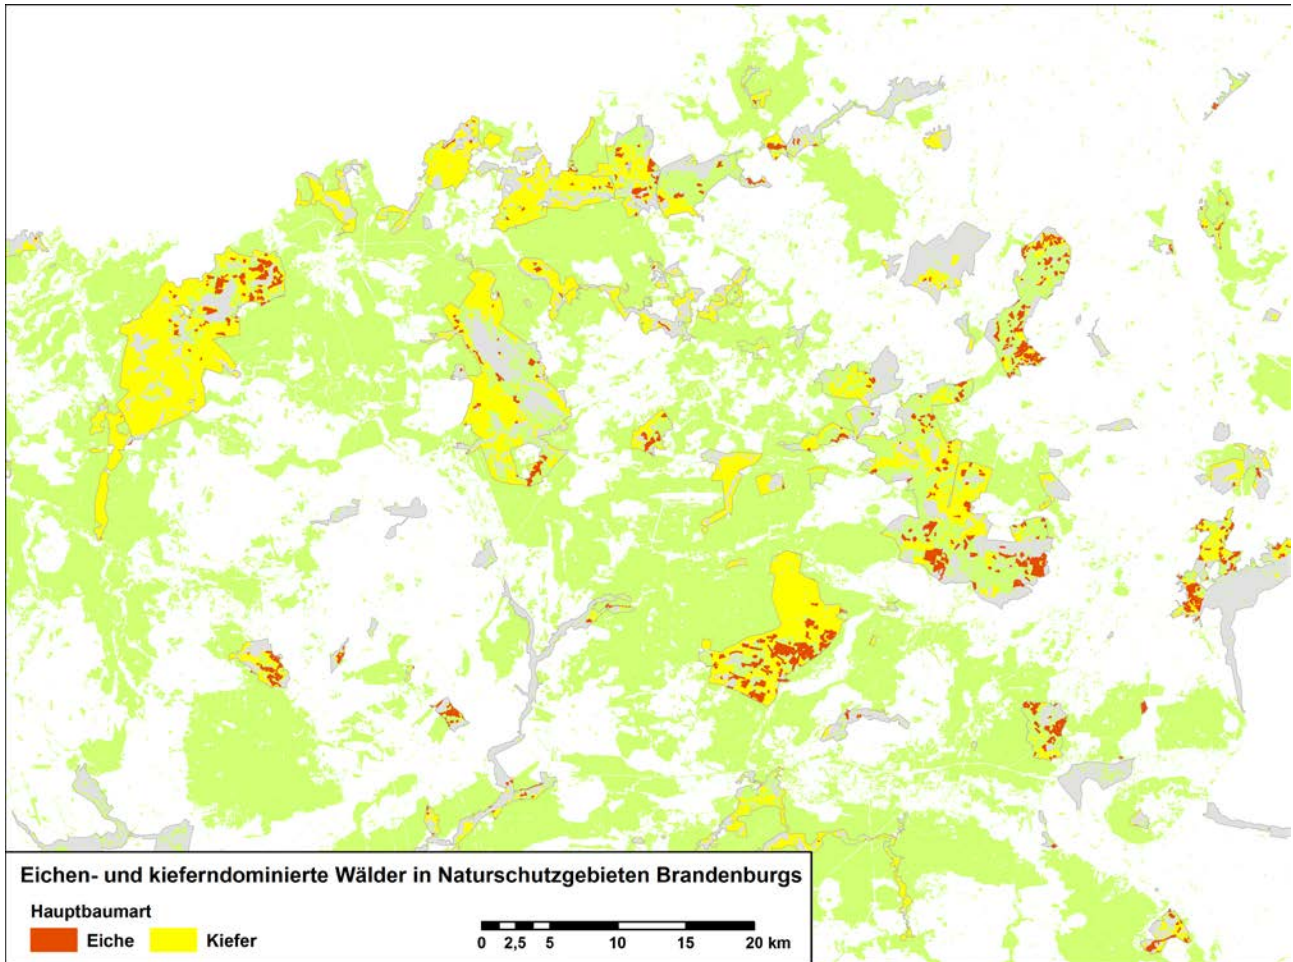 Eichen- und kieferndominierte Wälder in Naturschutzgebieten Brandenburgs
Hauptbaumart
Eiche Kiefer
0 2,5 5 10 15 20 km